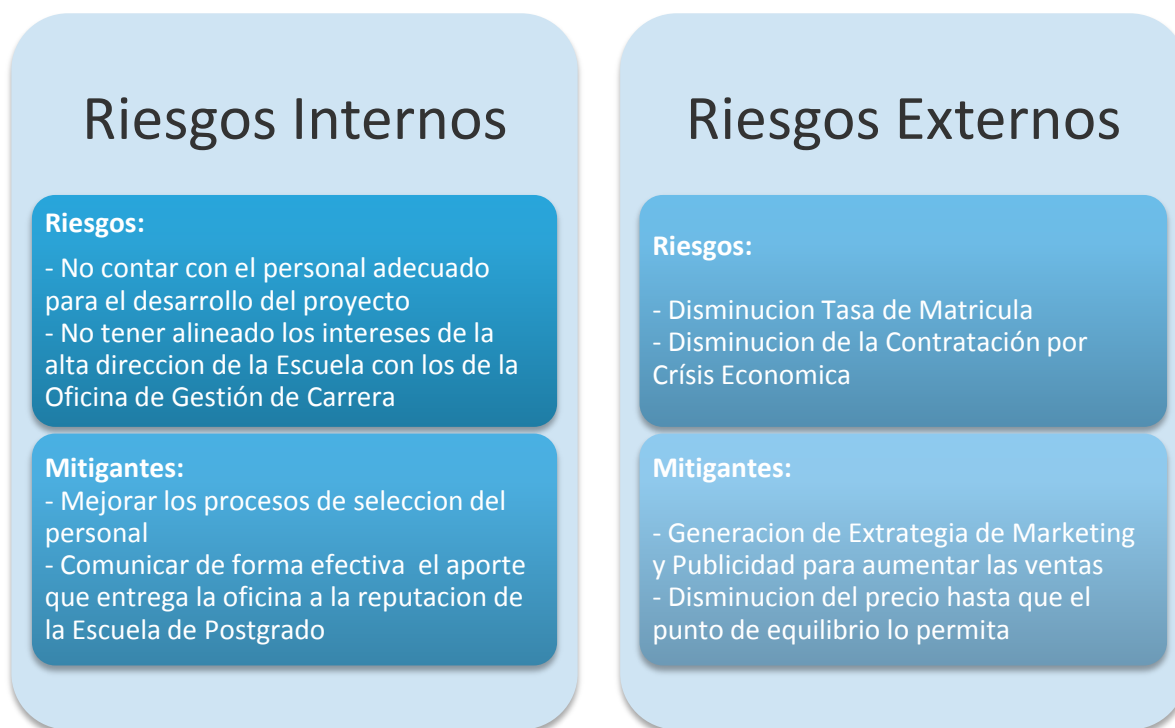 Riesgos Internos
Riesgos:
- No contar con el personal adecuado
para el desarrollo del proyecto
- No tener alineado los intereses de la
alta direccion de la Escuela con los de la
Oficina de Gestión de Carrera
Mitigantes:
- Mejorar los procesos de seleccion del
personal
- Comunicar de forma efectiva  el aporte
que entrega la oficina a la reputacion de
la Escuela de Postgrado
Riesgos Externos
Riesgos:
- Disminucion Tasa de Matricula
- Disminucion de la Contratación por
Crísis Economica
Mitigantes:
- Generacion de Extrategia de Marketing
y Publicidad para aumentar las ventas
- Disminucion del precio hasta que el
punto de equilibrio lo permita